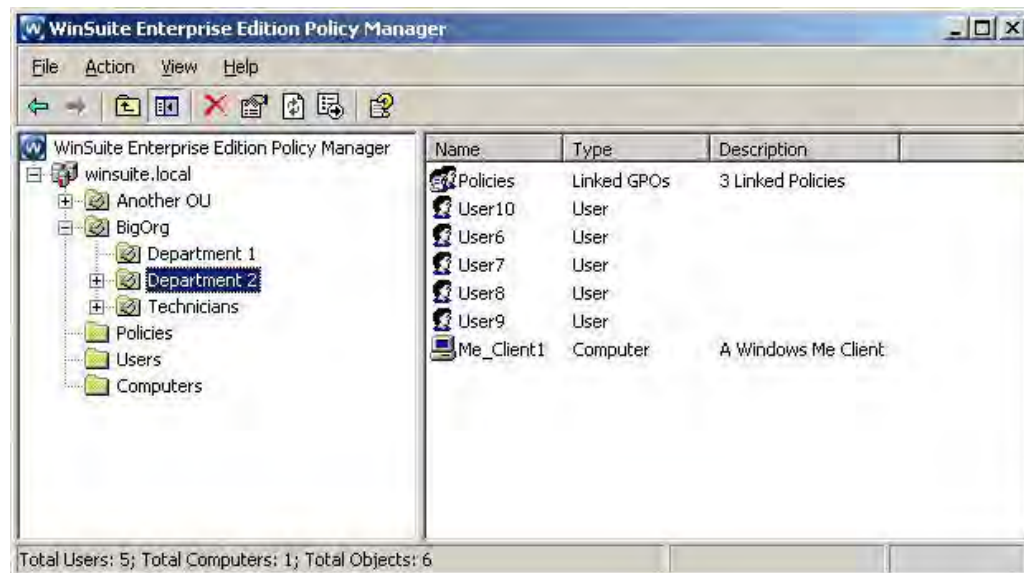 WinSuite Enterprise Edition Policy Manager
File Action View Help
WinSuite Enterprise Edition Policy Manager
winsuite.local
Another OU
BigOrg
Department 1
Department 2
Technicians
Policies
Users
Computers
Name Type Description
Policies Linked GPOs 3 Linked Policies
User10 User
User6 User
User7 User
User8 User
User9 User
Me_Client1 Computer A Windows Me Client
Total Users: 5; Total Computers: 1; Total Objects: 6